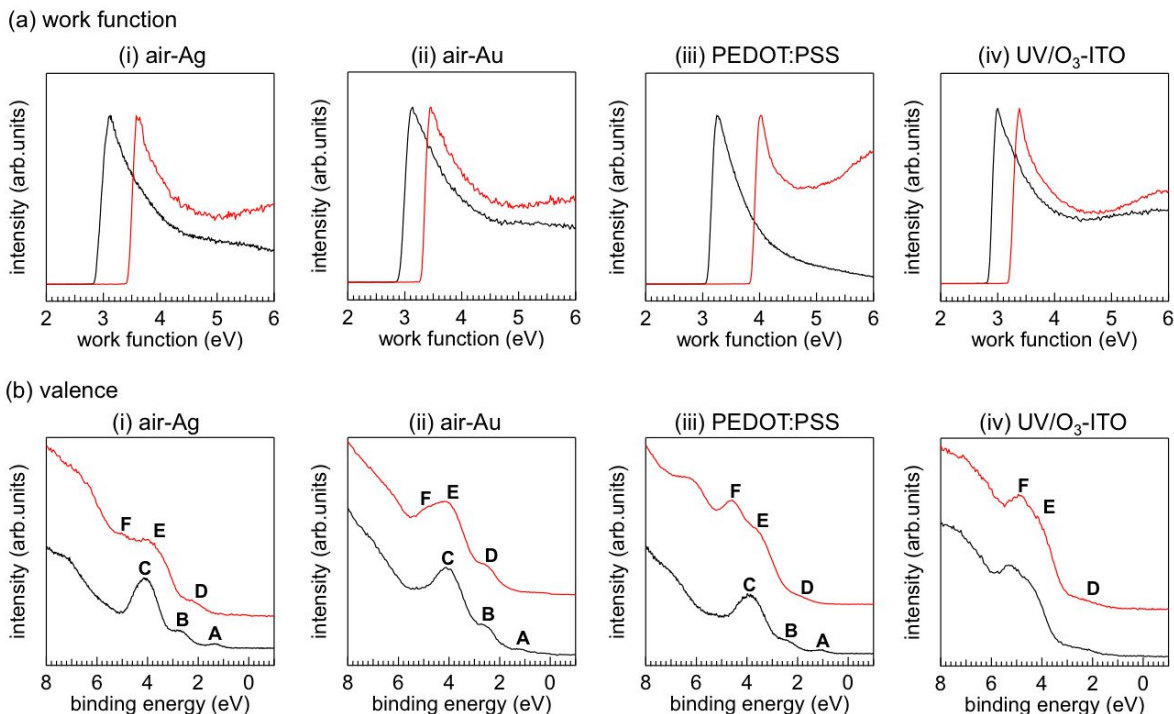 (a) work function
(i) air-Ag
(ii) air-Au
(iii) PEDOT:PSS
(iv) UV/O₃-ITO
intensity (arb.units)
intensity (arb.units)
intensity (arb.units)
intensity (arb.units)
2 3 4 5 6
2 3 4 5 6
2 3 4 5 6
2 3 4 5 6
work function (eV)
work function (eV)
work function (eV)
work function (eV)
(b) valence
(i) air-Ag
(ii) air-Au
(iii) PEDOT:PSS
(iv) UV/O₃-ITO
intensity (arb.units)
F E D
C B A
intensity (arb.units)
F E D
C B A
intensity (arb.units)
F E D
C B A
intensity (arb.units)
F E D
8 6 4 2 0
8 6 4 2 0
8 6 4 2 0
8 6 4 2 0
binding energy (eV)
binding energy (eV)
binding energy (eV)
binding energy (eV)